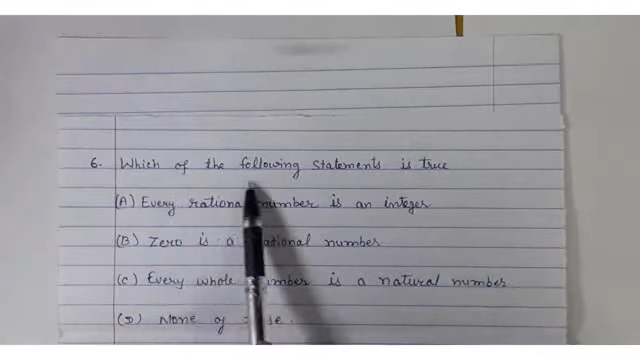 6. Which of the following Statements is true
(A) Every rational number is an integer
(B) Zero is a rational number
(C) Every whole number is a natural number
(D) None of